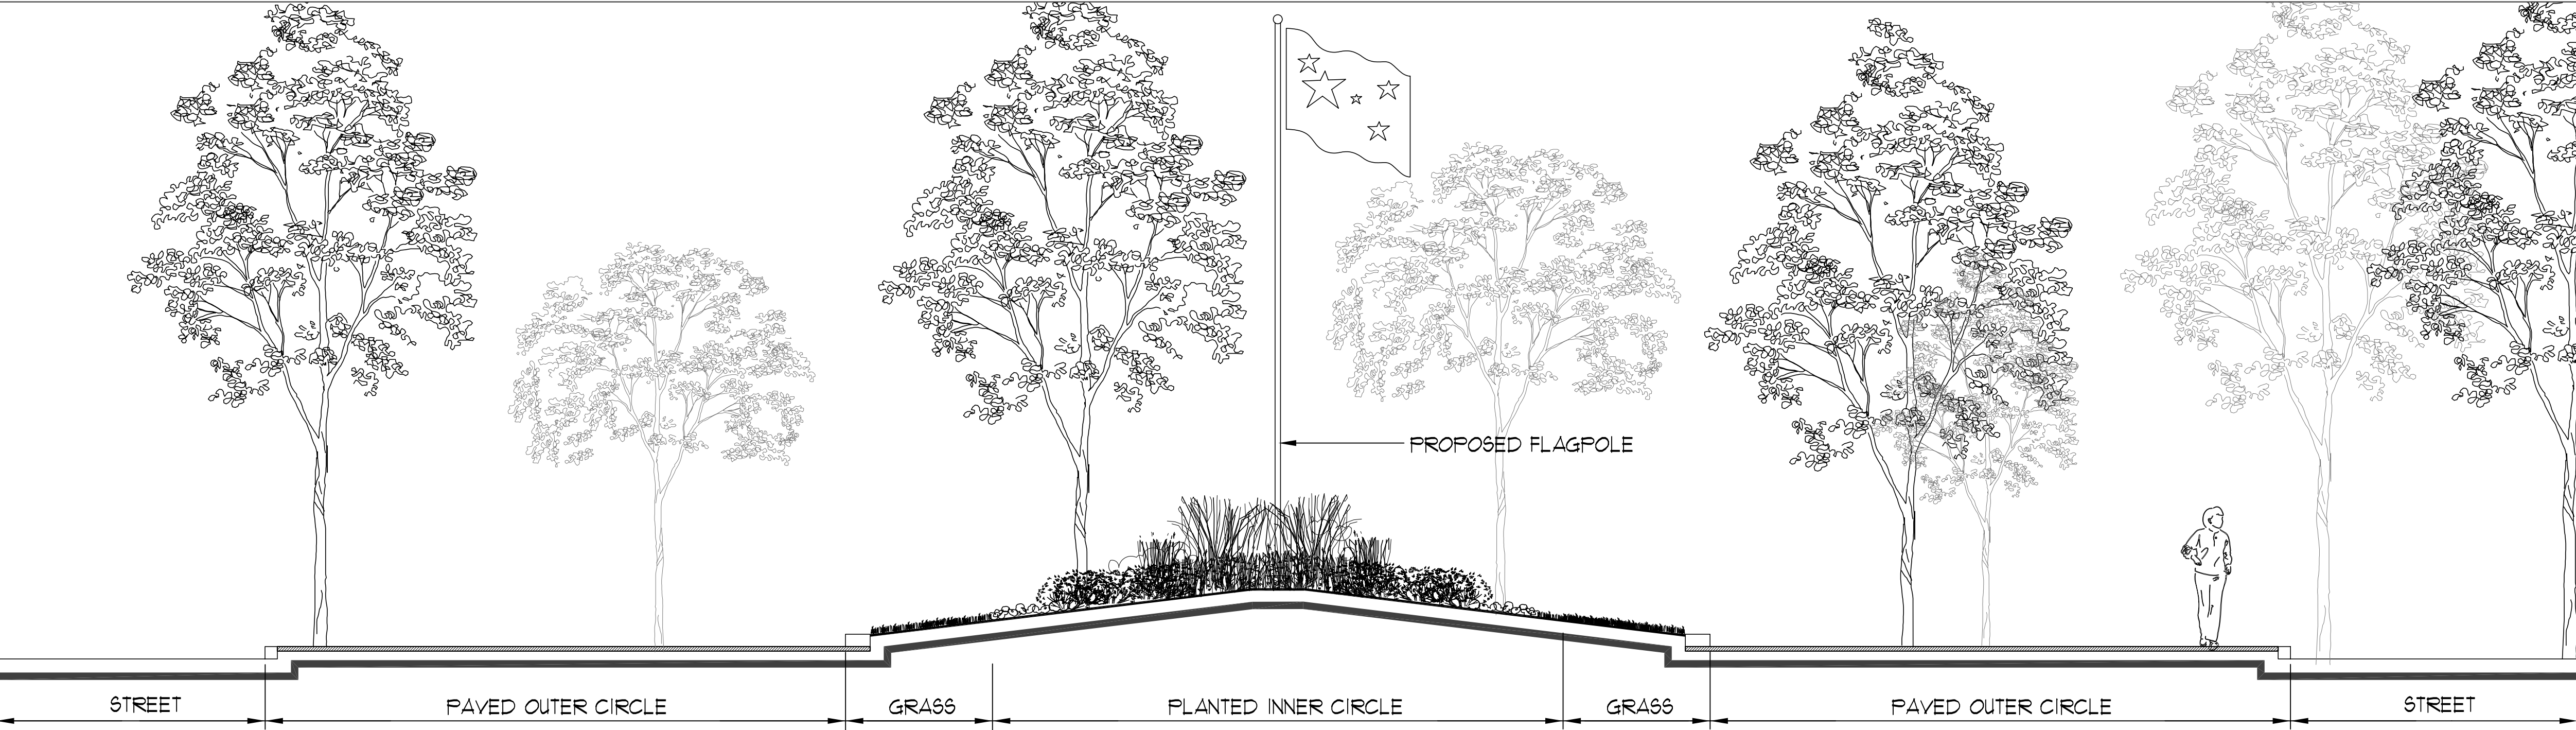 PROPOSED FLAGPOLE
STREET
PAVED OUTER CIRCLE
GRASS
PLANTED INNER CIRCLE
GRASS
PAVED OUTER CIRCLE
STREET